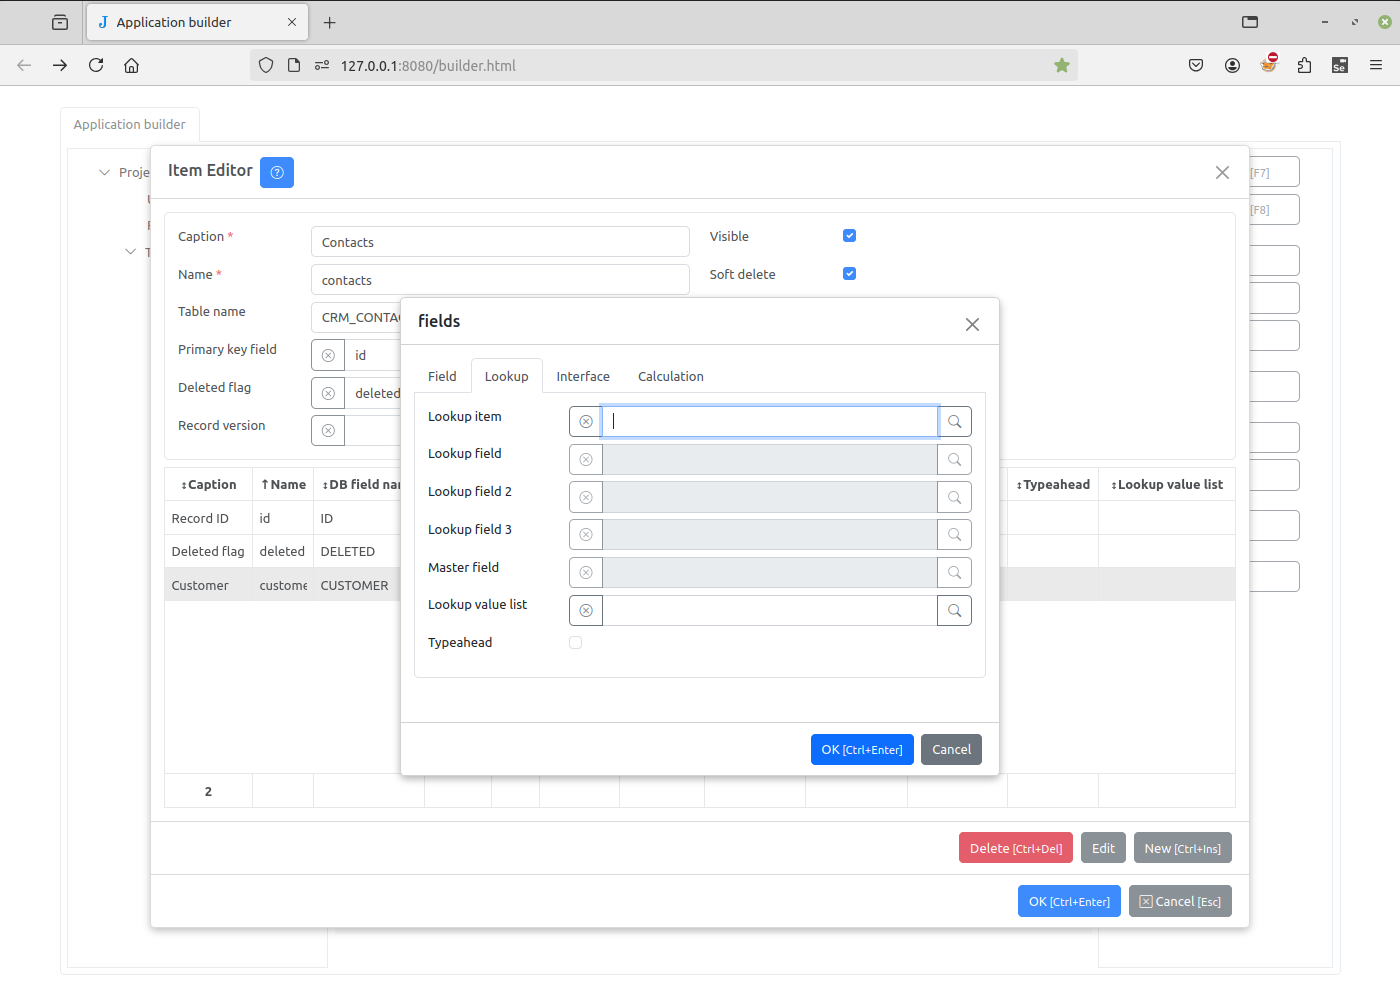 Application builder
127.0.0.1:8080/builder.html
Application builder
Proje
Item Editor
[F7]
[F8]
Caption *
Contacts
Visible
Name *
contacts
Soft delete
Table name
CRM_CONTA
Primary key field
id
Deleted flag
deleted
Record version
fields
Field
Lookup
Interface
Calculation
Lookup item
Lookup field
Lookup field 2
Lookup field 3
Master field
Lookup value list
Typeahead
OK [Ctrl+Enter]
Cancel
Caption
Name
DB field nam
Typeahead
Lookup value list
Record ID
id
ID
Deleted flag
deleted
DELETED
Customer
custome
CUSTOMER
2
Delete [Ctrl+Del]
Edit
New [Ctrl+Ins]
OK [Ctrl+Enter]
Cancel [Esc]